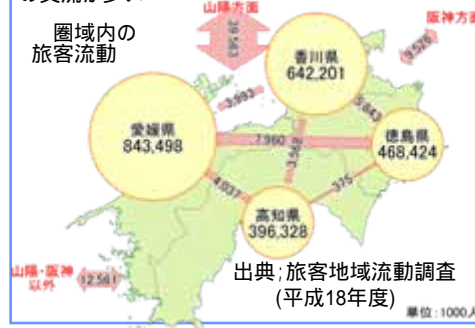 圏域内の
旅客流動
山陽方面
39,563
阪神方面
9,526
香川県
642,201
3,993
5,843
愛媛県
843,498
7,960
3,562
徳島県
468,424
4,037
375
高知県
396,328
山陽・阪神
以外
12,561
出典;旅客地域流動調査
(平成18年度)
単位:1000人